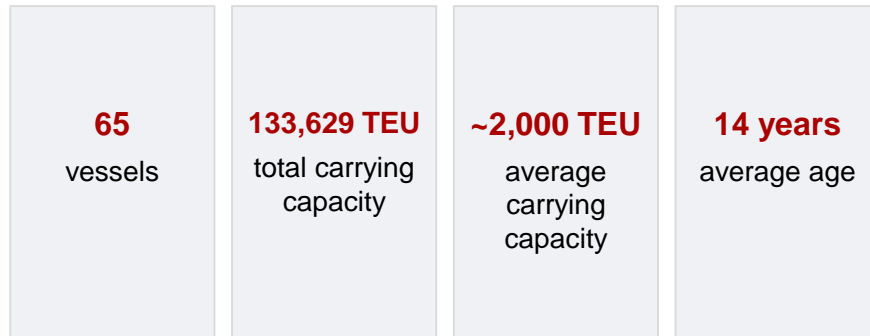 65
vessels
133,629 TEU
total carrying
capacity
~2,000 TEU
average
carrying
capacity
14 years
average age